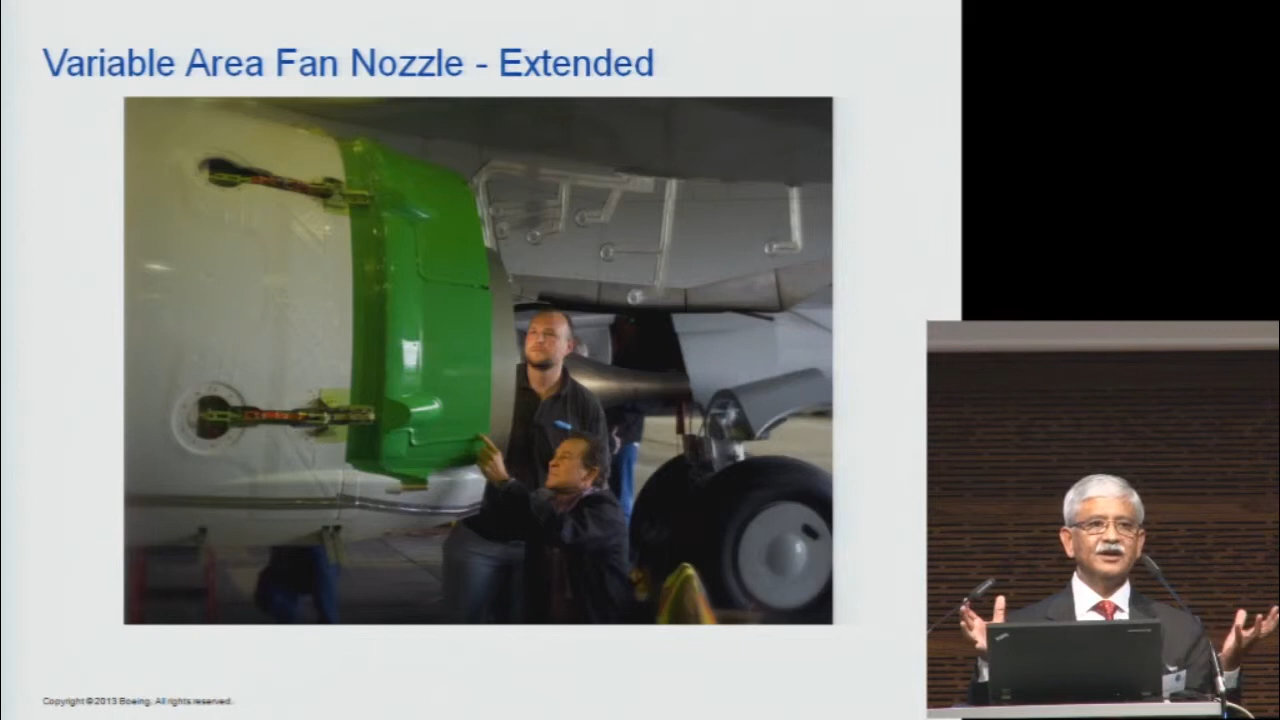 Variable Area Fan Nozzle - Extended
Copyright © 2013 Boeing. All rights reserved.